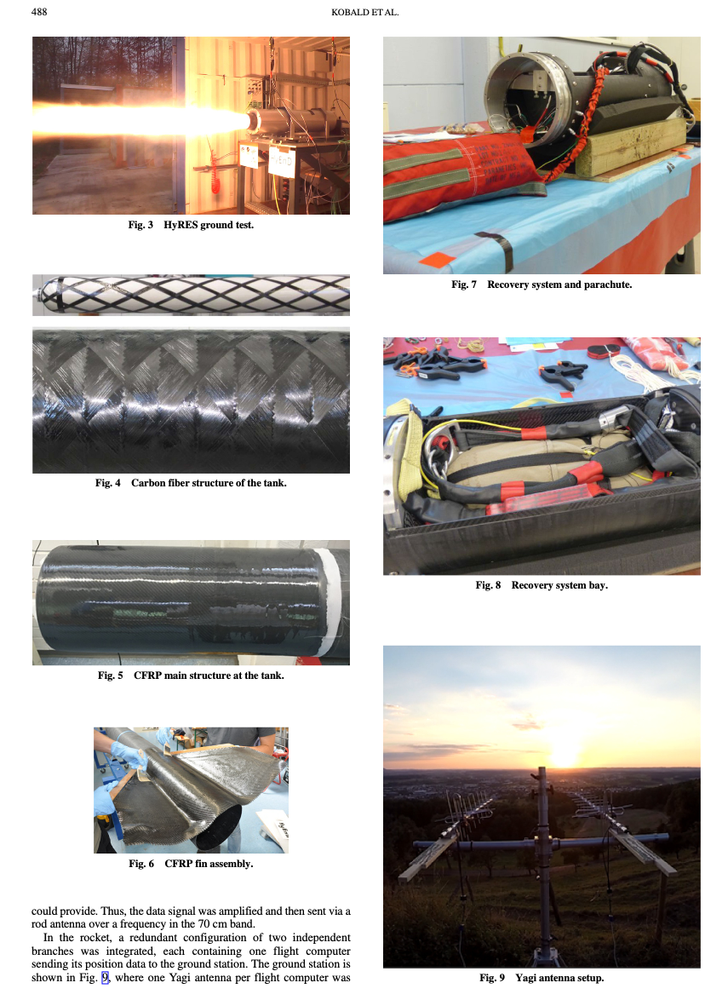 488
KOBALD ET AL.
HyEnD
Fig. 3 HyRES ground test.
Fig. 4 Carbon fiber structure of the tank.
Fig. 5 CFRP main structure at the tank.
Fig. 6 CFRP fin assembly.
could provide. Thus, the data signal was amplified and then sent via a
rod antenna over a frequency in the 70 cm band.
In the rocket, a redundant configuration of two independent
branches was integrated, each containing one flight computer
sending its position data to the ground station. The ground station is
shown in Fig. 9, where one Yagi antenna per flight computer was
Fig. 7 Recovery system and parachute.
Fig. 8 Recovery system bay.
Fig. 9 Yagi antenna setup.